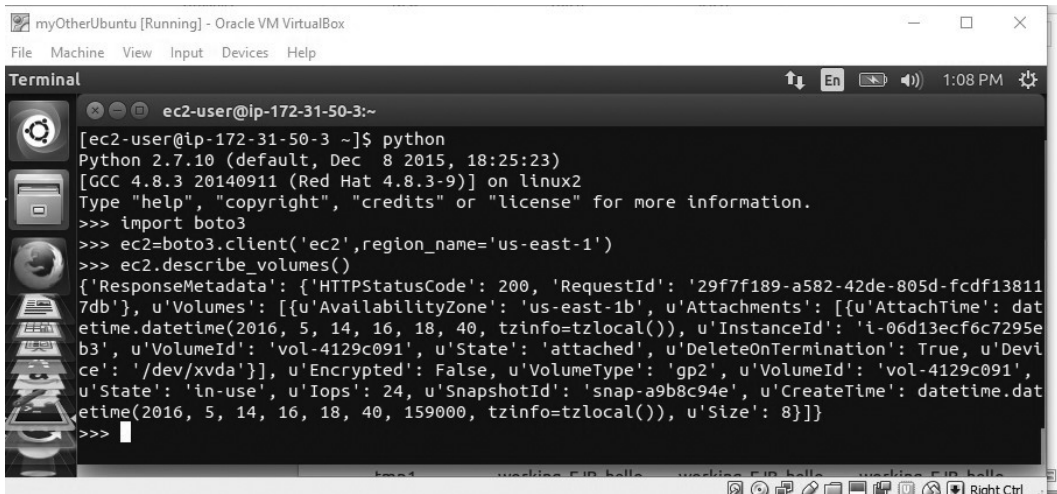 myOtherUbuntu [Running] - Oracle VM VirtualBox
File Machine View Input Devices Help
Terminal
En
1:08 PM
ec2-user@ip-172-31-50-3:~
[ec2-user@ip-172-31-50-3 ~]$ python
Python 2.7.10 (default, Dec  8 2015, 18:25:23)
[GCC 4.8.3 20140911 (Red Hat 4.8.3-9)] on linux2
Type "help", "copyright", "credits" or "license" for more information.
>>> import boto3
>>> ec2=boto3.client('ec2',region_name='us-east-1')
>>> ec2.describe_volumes()
{'ResponseMetadata': {'HTTPStatusCode': 200, 'RequestId': '29f7f189-a582-42de-805d-fcdf13811
7db'}, u'Volumes': [{u'AvailabilityZone': 'us-east-1b', u'Attachments': [{u'AttachTime': dat
etime.datetime(2016, 5, 14, 16, 18, 40, tzinfo=tzlocal()), u'InstanceId': 'i-06d13ecf6c7295e
b3', u'VolumeId': 'vol-4129c091', u'State': 'attached', u'DeleteOnTermination': True, u'Devi
ce': '/dev/xvda'}], u'Encrypted': False, u'VolumeType': 'gp2', u'VolumeId': 'vol-4129c091',
u'State': 'in-use', u'Iops': 24, u'SnapshotId': 'snap-a9b8c94e', u'CreateTime': datetime.dat
etime(2016, 5, 14, 16, 18, 40, 159000, tzinfo=tzlocal()), u'Size': 8}]}
>>>
Right Ctrl